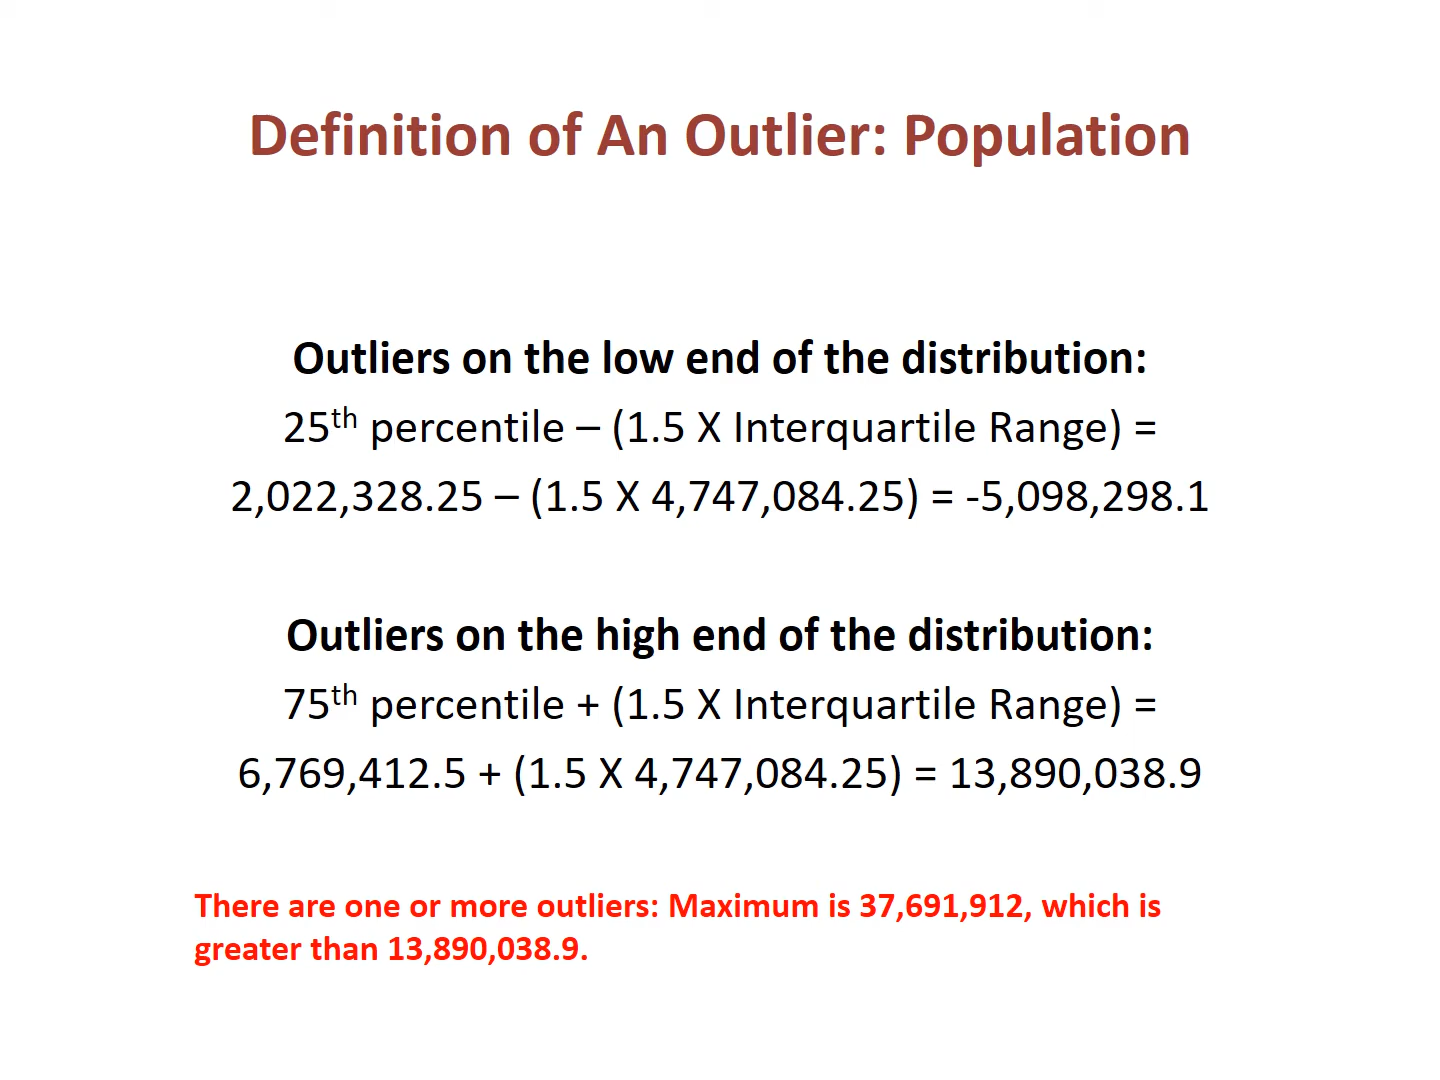 Definition of An Outlier: Population
Outliers on the low end of the distribution:
25th percentile – (1.5 X Interquartile Range) =
2,022,328.25 – (1.5 X 4,747,084.25) = -5,098,298.1
Outliers on the high end of the distribution:
75th percentile + (1.5 X Interquartile Range) =
6,769,412.5 + (1.5 X 4,747,084.25) = 13,890,038.9
There are one or more outliers: Maximum is 37,691,912, which is
greater than 13,890,038.9.